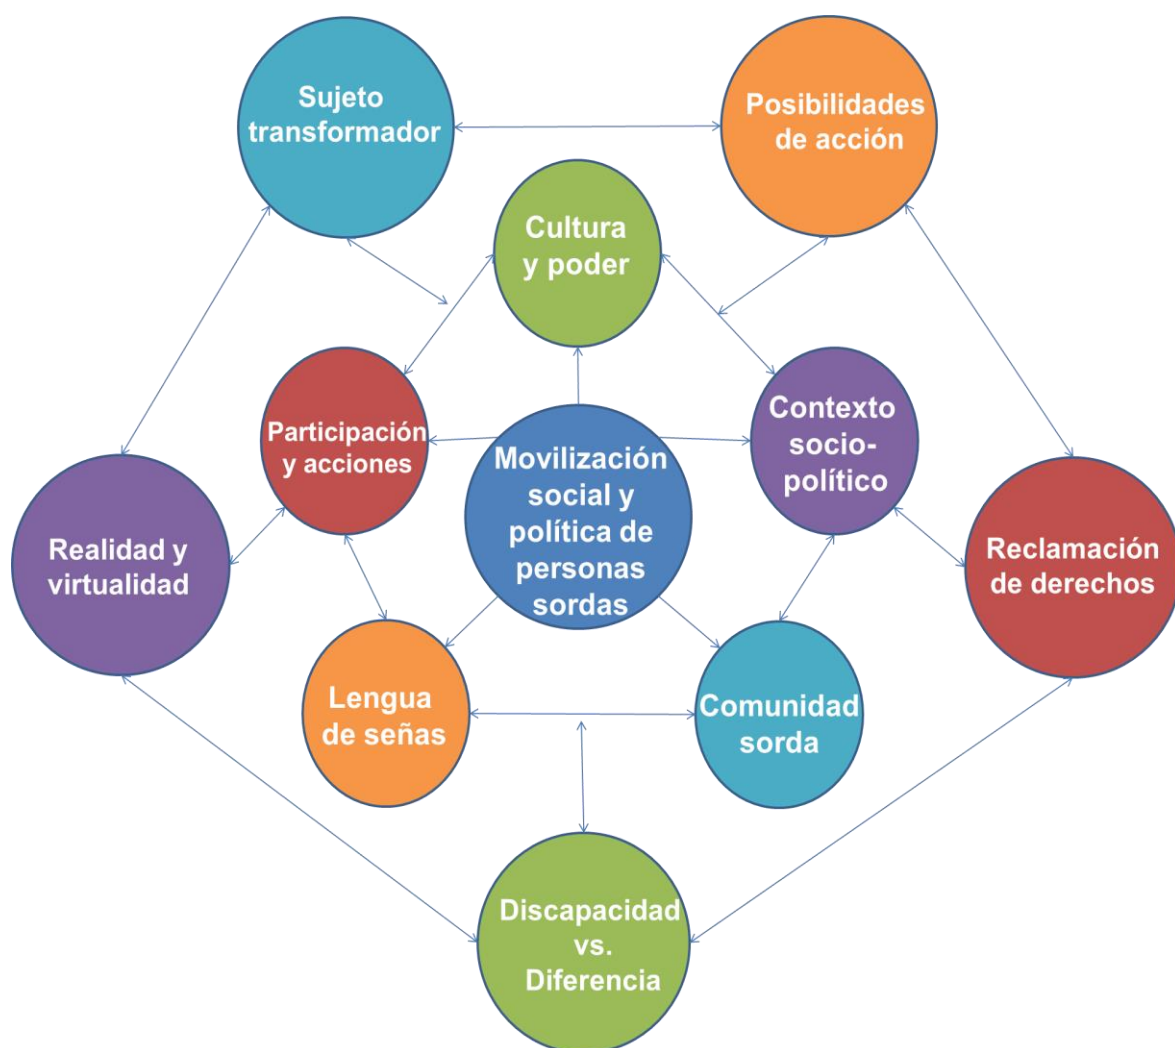 Sujeto
transformador
Posibilidades
de acción
Cultura
y poder
Participación
y acciones
Contexto
socio-
político
Movilización
social y
política de
personas
sordas
Realidad y
virtualidad
Reclamación
de derechos
Lengua
de señas
Comunidad
sorda
Discapacidad
vs.
Diferencia